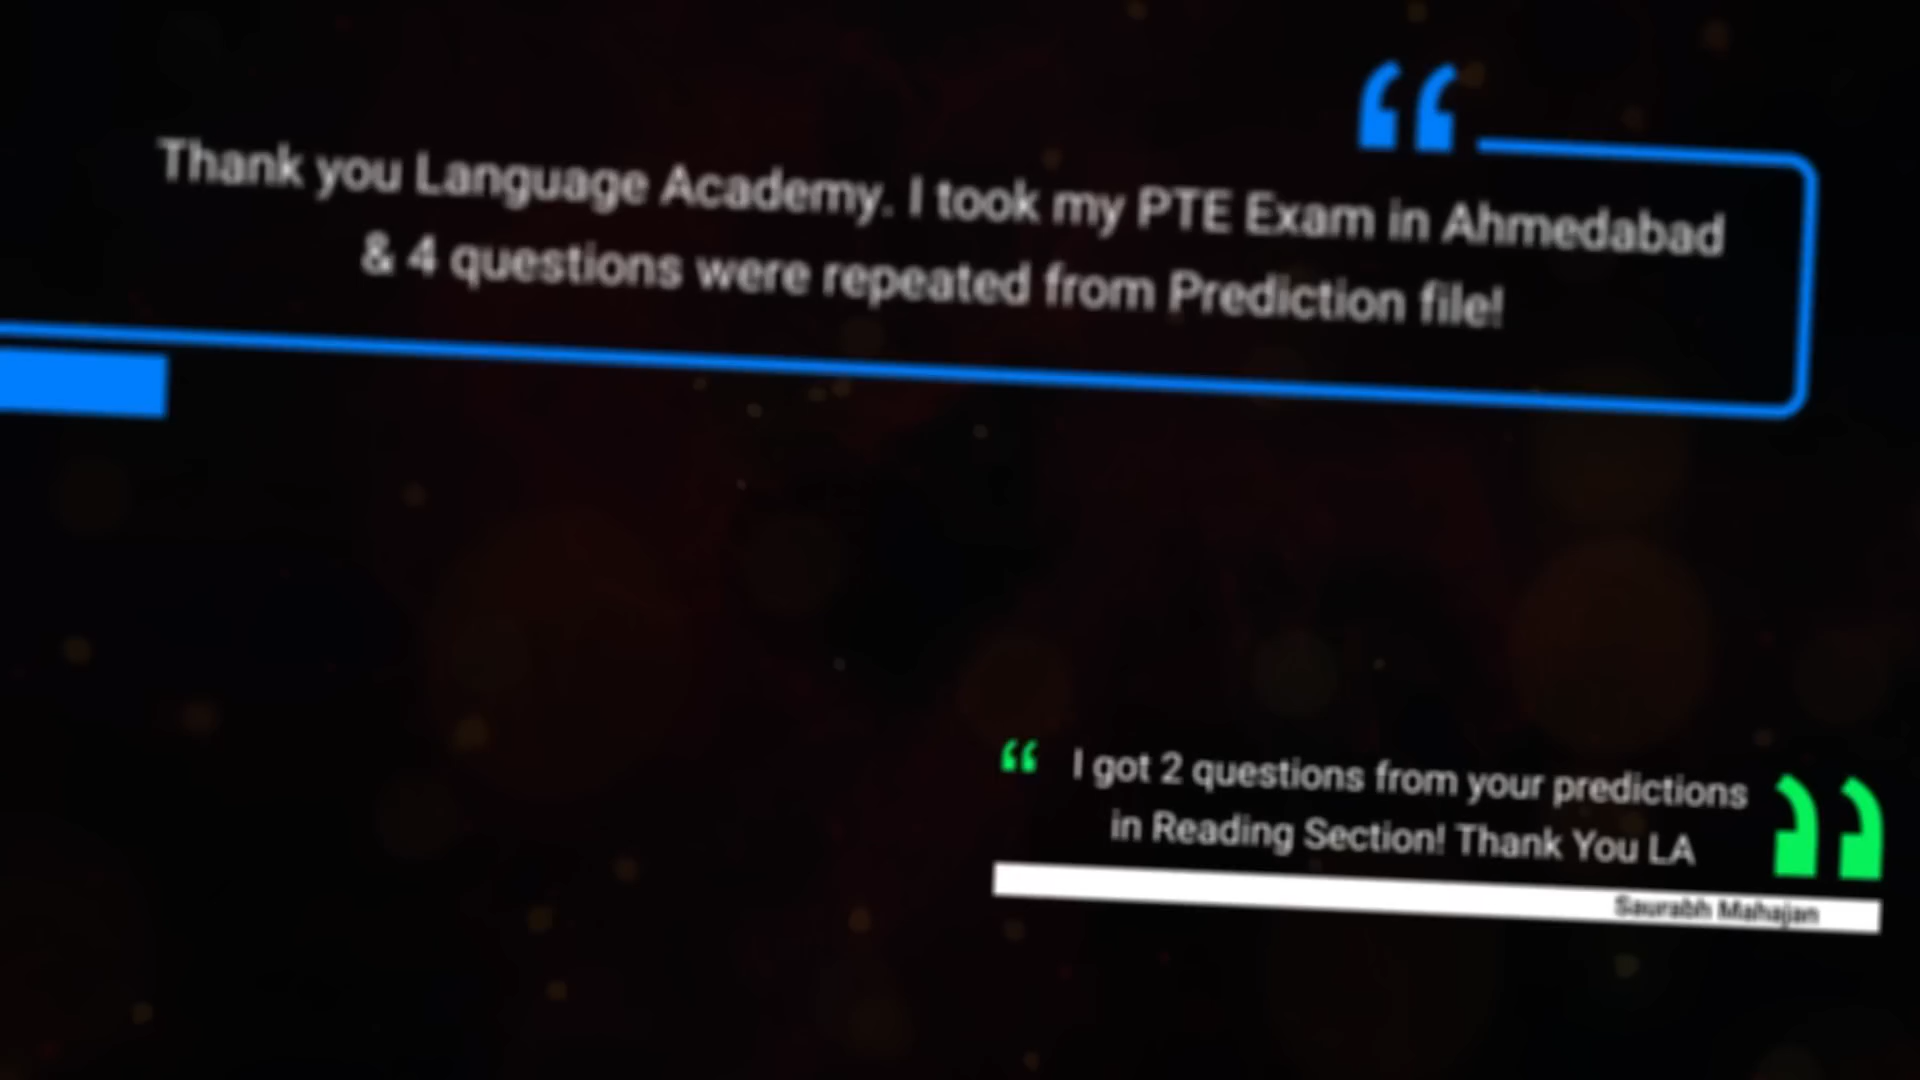 Thank you Language Academy. I took my PTE Exam in Ahmedabad
& 4 questions were repeated from Prediction file!
“ I got 2 questions from your predictions
in Reading Section! Thank You LA
Saurabh Mahajan